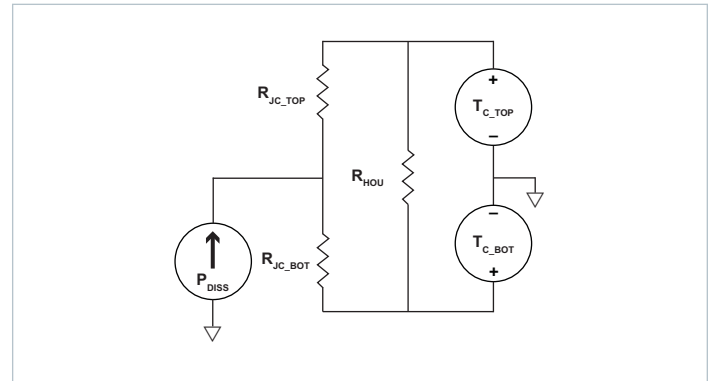 R_JC_TOP
+
T_C_TOP
–
R_HOU
–
T_C_BOT
+
R_JC_BOT
P_DISS